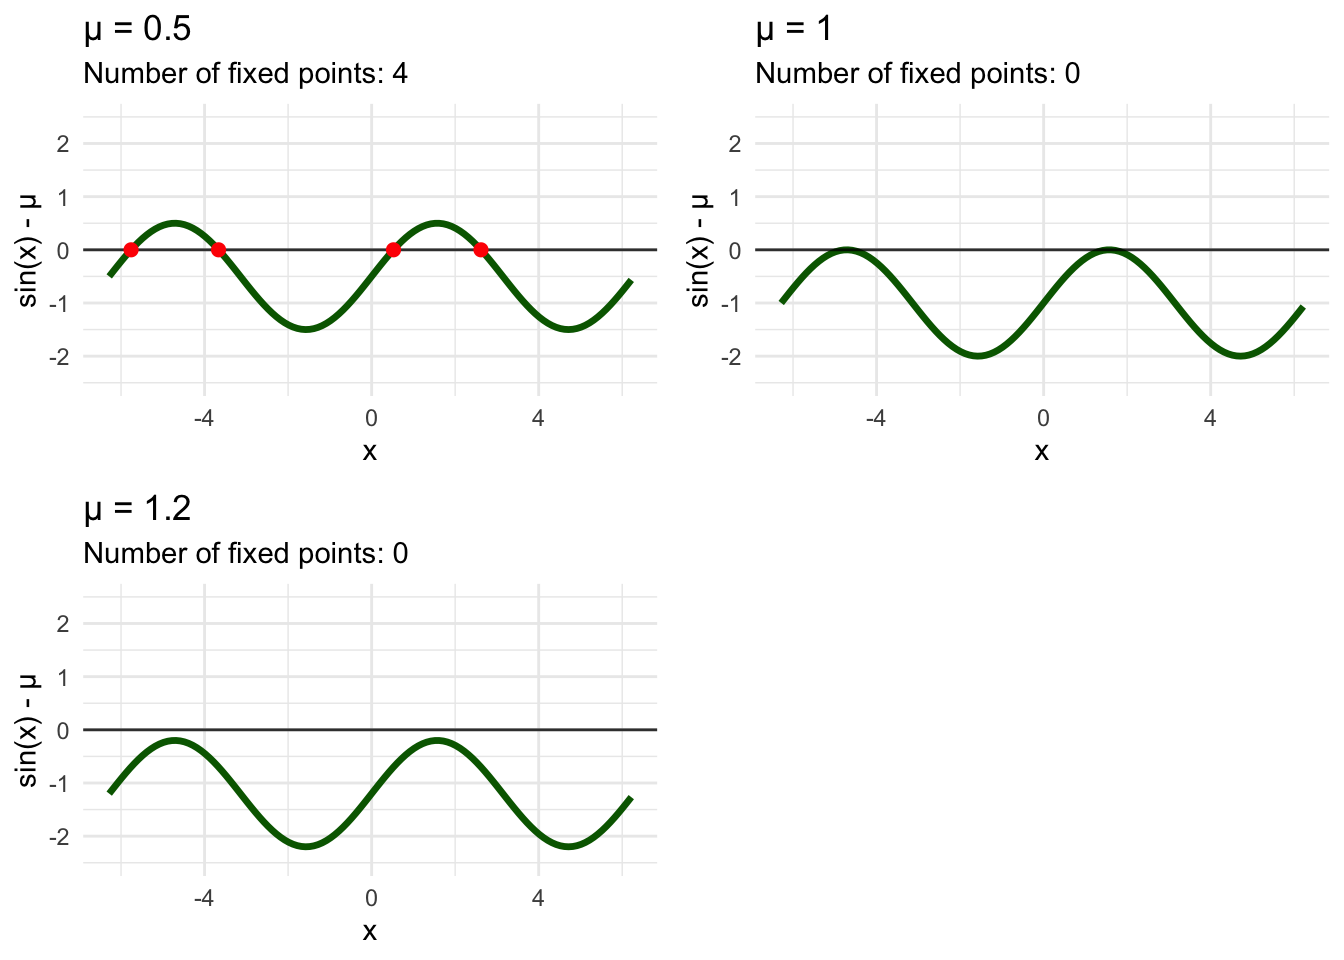 μ = 0.5
Number of fixed points: 4
2
1
0
-1
-2
sin(x) - μ
-4 0 4
x
μ = 1
Number of fixed points: 0
2
1
0
-1
-2
sin(x) - μ
-4 0 4
x
μ = 1.2
Number of fixed points: 0
2
1
0
-1
-2
sin(x) - μ
-4 0 4
x